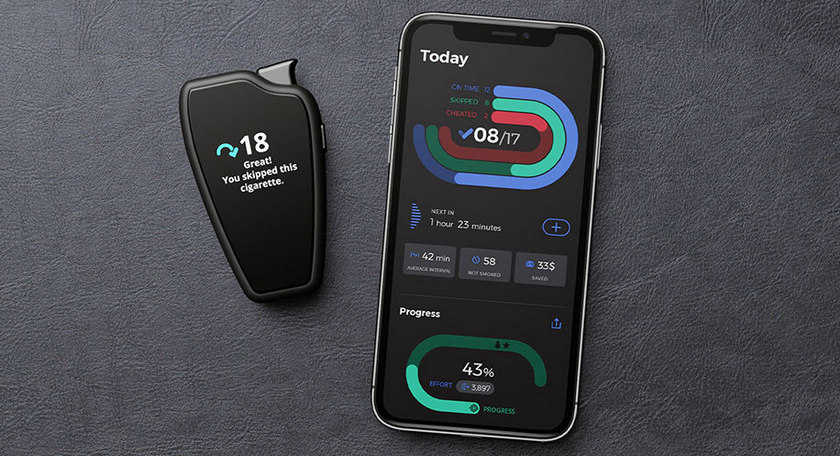 18
Great!
You skipped this
cigarette.
Today
ON TIME 12
SKIPPED 8
CHEATED 2
08/17
NEXT IN
1 hour 23 minutes
42 min
AVERAGE INTERVAL
58
NOT SMOKED
33$
SAVED
Progress
43%
EFFORT 3,897
PROGRESS